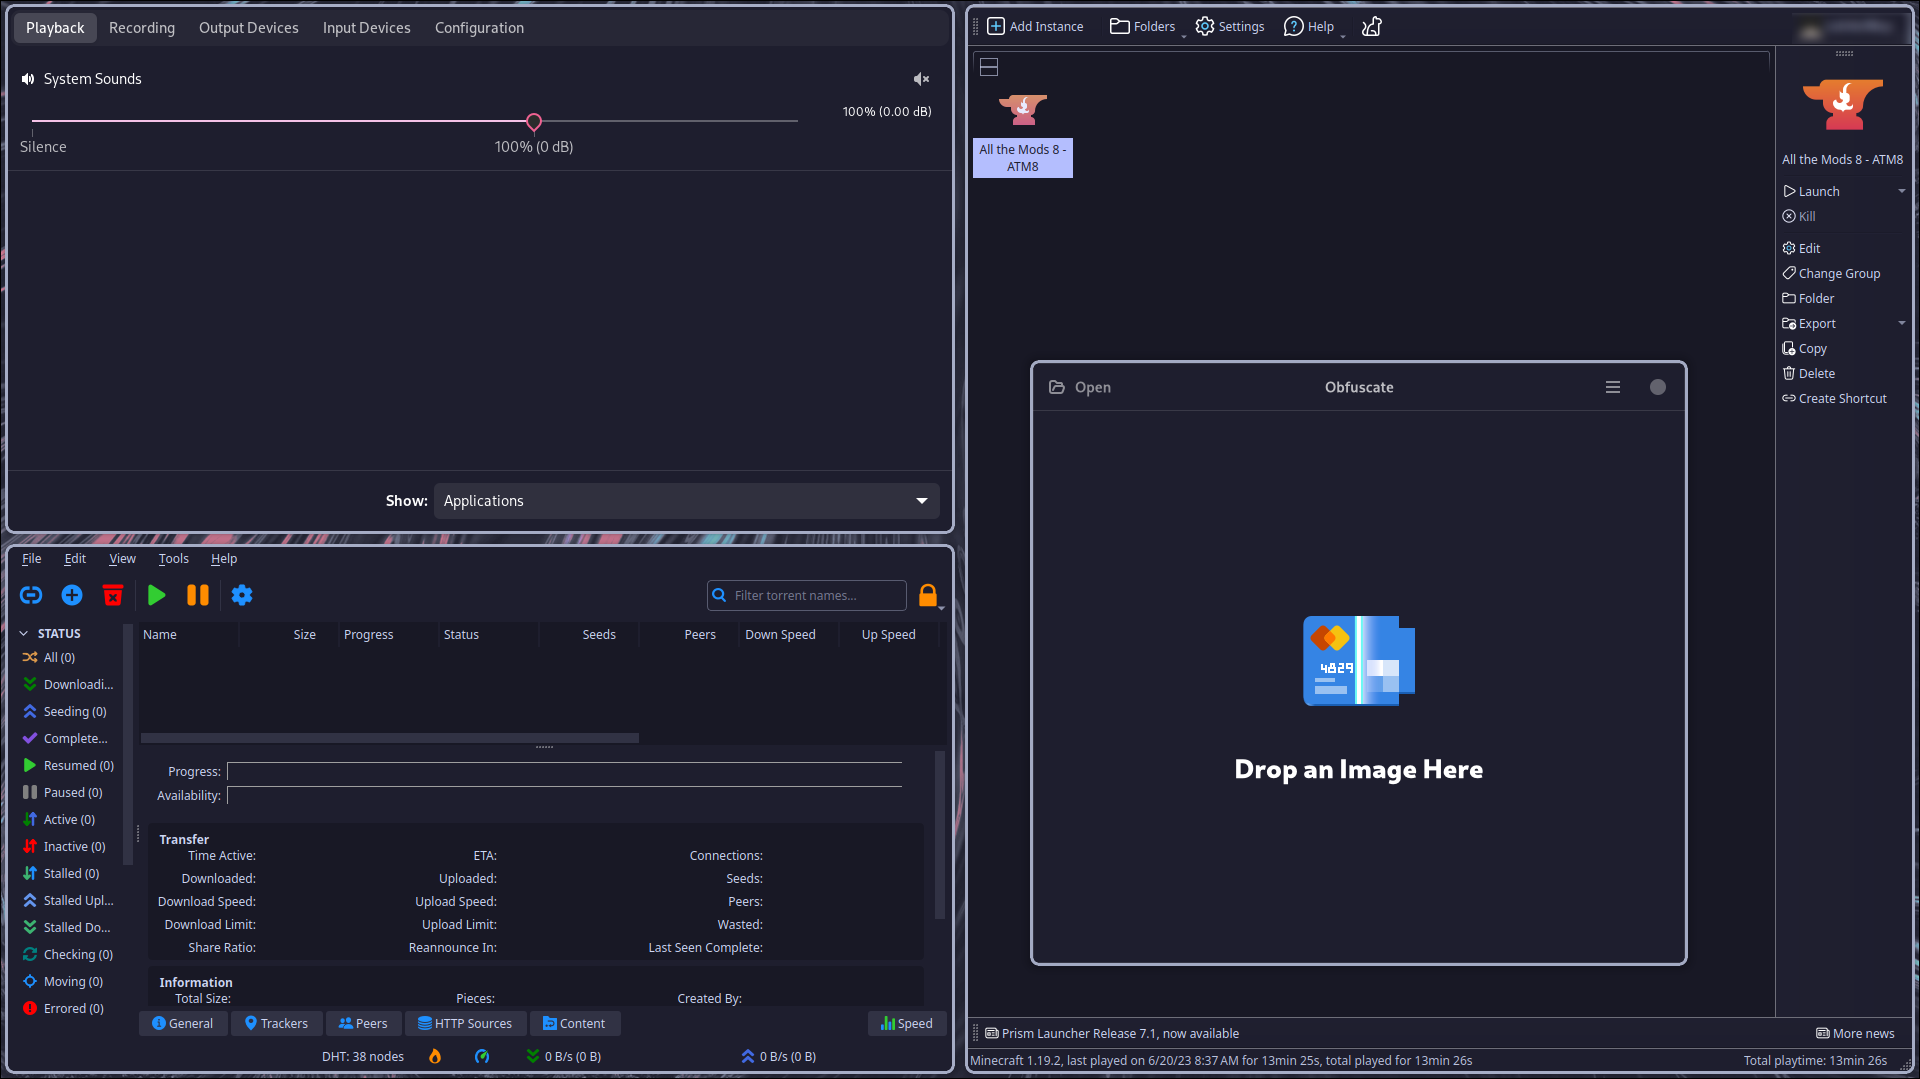 Playback Recording Output Devices Input Devices Configuration
System Sounds
100% (0.00 dB)
Silence 100% (0 dB)
Show: Applications
File Edit View Tools Help
Filter torrent names...
STATUS
All (0)
Downloadi...
Seeding (0)
Complete...
Resumed (0)
Paused (0)
Active (0)
Inactive (0)
Stalled (0)
Stalled Upl...
Stalled Do...
Checking (0)
Moving (0)
Errored (0)
Name Size Progress Status Seeds Peers Down Speed Up Speed
Progress:
Availability:
Transfer
Time Active: ETA: Connections:
Downloaded: Uploaded: Seeds:
Download Speed: Upload Speed: Peers:
Download Limit: Upload Limit: Wasted:
Share Ratio: Reannounce In: Last Seen Complete:
Information
Total Size: Pieces: Created By:
General Trackers Peers HTTP Sources Content Speed
DHT: 38 nodes 0 B/s (0 B) 0 B/s (0 B)
Add Instance Folders Settings Help
All the Mods 8 -
ATM8
All the Mods 8 - ATM8
Launch
Kill
Edit
Change Group
Folder
Export
Copy
Delete
Create Shortcut
Open Obfuscate
4829
Drop an Image Here
Prism Launcher Release 7.1, now available More news
Minecraft 1.19.2, last played on 6/20/23 8:37 AM for 13min 25s, total played for 13min 26s Total playtime: 13min 26s